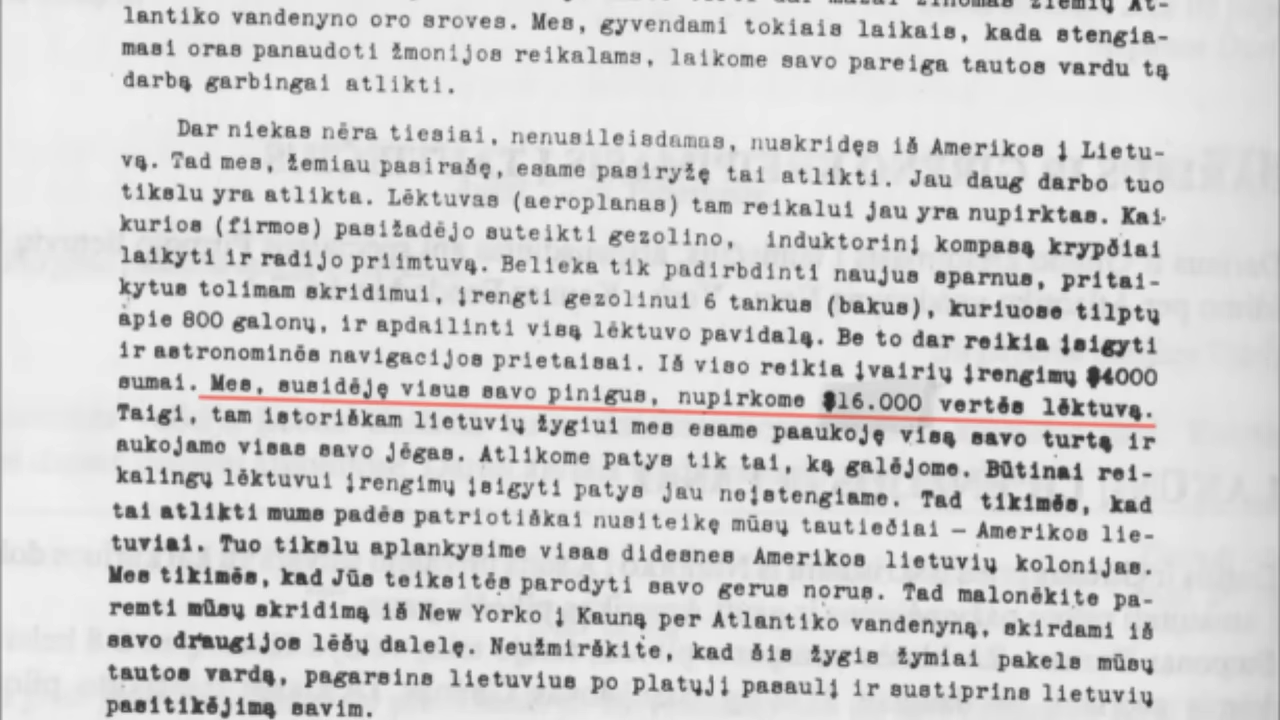 lantiko vandenyno oro sroves. Mes, gyvendami tokiais laikais, kada stengia-
masi oras panaudoti žmonijos reikalams, laikome savo pareiga tautos vardu tą
darbą garbingai atlikti.
Dar niekas nėra tiesiai, nenusileisdamas, nuskridęs iš Amerikos į Lietu-
vą. Tad mes, žemiau pasirašę, esame pasiryžę tai atlikti. Jau daug darbo tuo
tikslu yra atlikta. Lėktuvas (aeroplanas) tam reikalui jau yra nupirktas. Kai
kurios (firmos) pasižadėjo suteikti gezolino, induktorinį kompasą krypčiai
laikyti ir radijo priimtuvą. Belieka tik padirbdinti naujus sparnus, pritai-
kytus tolimam skridimui, įrengti gezolinui 6 tankus (bakus), kuriuose tilptų
apie 800 galonų, ir apdailinti visą lėktuvo pavidalą. Be to dar reikia įsigyti
ir astronominės navigacijos prietaisai. Iš viso reikia įvairių įrengimų $4000
sumai. Mes, susidėję visus savo pinigus, nupirkome $16.000 vertės lėktuvą.
Taigi, tam istoriškam lietuvių žygiui mes esame paaukoję visą savo turtą ir
aukojame visas savo jėgas. Atlikome patys tik tai, ką galėjome. Būtinai rei-
kalingų lėktuvui įrengimų įsigyti patys jau neįstengiame. Tad tikimės, kad
tai atlikti mums padės patriotiškai nusiteikę mūsų tautiečiai — Amerikos lie-
tuviai. Tuo tikslu aplankysime visas didesnes Amerikos lietuvių kolonijas.
Mes tikimės, kad Jūs teiksitės parodyti savo gerus norus. Tad malonėkite pa-
remti mūsų skridimą iš New Yorko į Kauną per Atlantiko vandenyną, skirdami iš
savo draugijos lėšų dalelę. Neužmirškite, kad šis žygis žymiai pakels mūsų
tautos vardą, pagarsins lietuvius po platųjį pasaulį ir sustiprins lietuvių
pasitikėjimą savim.